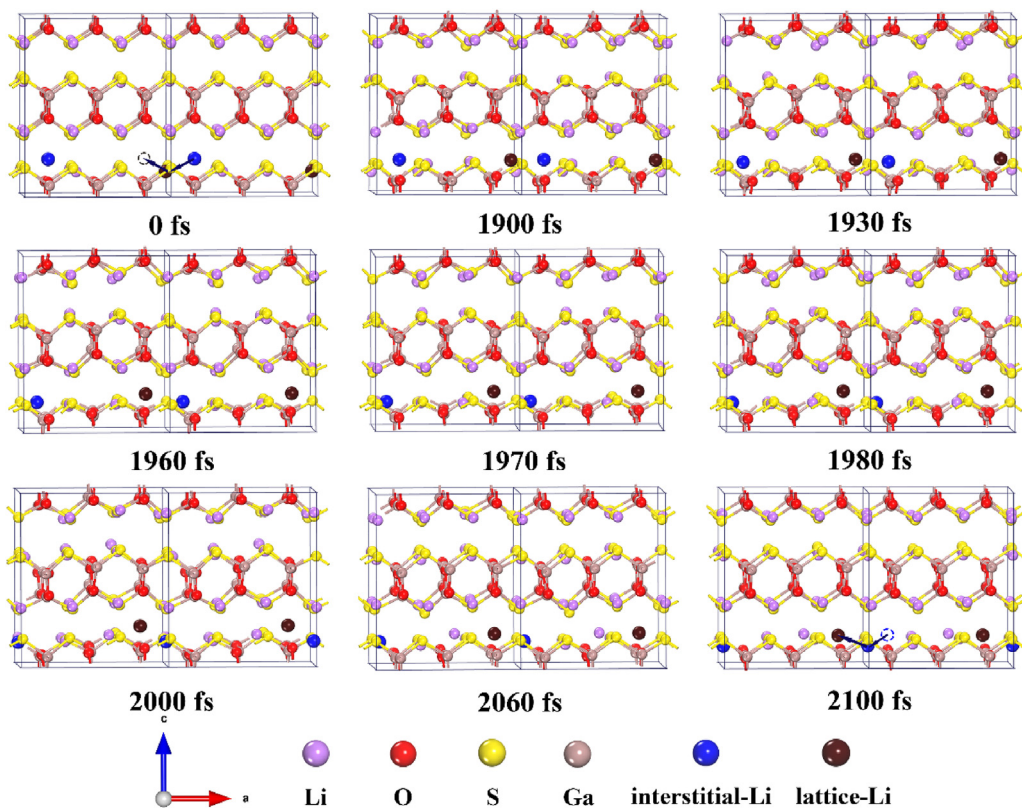 0 fs
1900 fs
1930 fs
1960 fs
1970 fs
1980 fs
2000 fs
2060 fs
2100 fs
c
a
Li O S Ga interstitial-Li lattice-Li